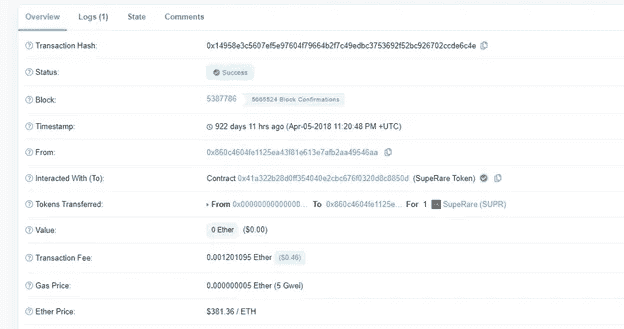 Overview Logs (1) State Comments
Transaction Hash: 0x14958e3c5607ef5e97604f79664b2f7c49edbc3753692f52bc926702ccde6c4e
Status: Success
Block: 5387786 5665524 Block Confirmations
Timestamp: 922 days 11 hrs ago (Apr-05-2018 11:20:48 PM +UTC)
From: 0x860c4604fe1125ea43f81e613e7afb2aa49546aa
Interacted With (To): Contract 0x41a322b28d0ff354040e2cbc676f0320d8c8850d (SupeRare Token)
Tokens Transferred: From 0x00000000000008... To 0x860c4604fe1125e... For 1 SupeRare (SUPR)
Value: 0 Ether ($0.00)
Transaction Fee: 0.001201095 Ether ($0.46)
Gas Price: 0.000000005 Ether (5 Gwei)
Ether Price: $381.36 / ETH